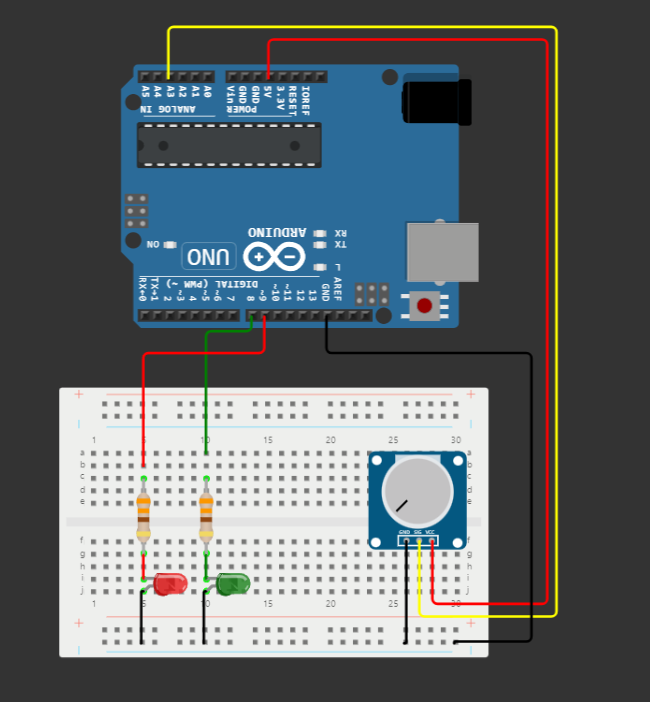 A5 A4 A3 A2 A1 A0 Vin GND GND 5V 3.3V RESET IOREF
ANALOG IN POWER
ARDUINO RX
ON UNO TX
L
DIGITAL (PWM ~)
RX←0 TX→1 2 ~3 4 ~5 ~6 7 8 ~9 ~10 ~11 12 13 GND AREF
+ +
1 5 10 15 20 25 30
a a
b b
c c
d
e
GND SIG VCC
f f
g g
h h
i i
j j
1 5 10 15 20 25 30
+ +